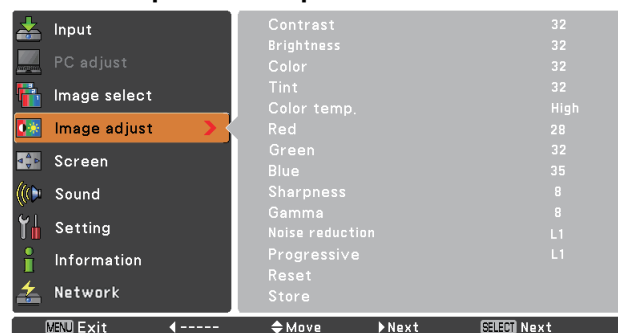 Input
PC adjust
Image select
Image adjust
Screen
Sound
Setting
Information
Network
Contrast 32
Brightness 32
Color 32
Tint 32
Color temp. High
Red 28
Green 32
Blue 35
Sharpness 8
Gamma 8
Noise reduction L1
Progressive L1
Reset
Store
MENU Exit ----- Move Next SELECT Next